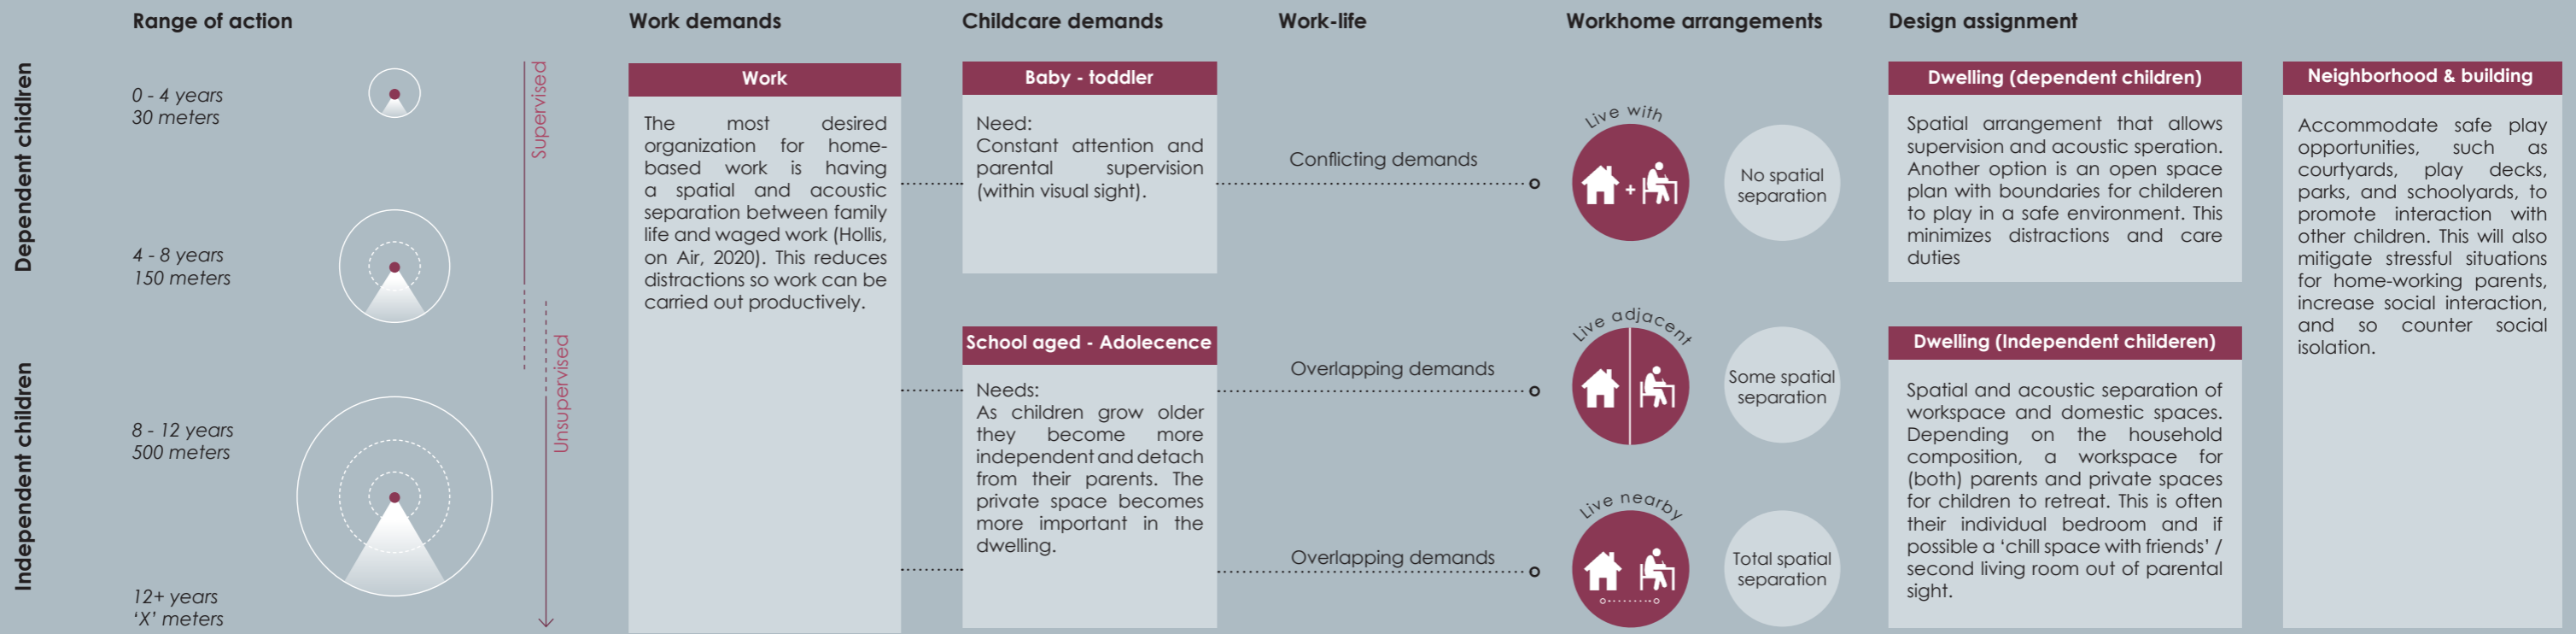 Range of action
Work demands
Childcare demands
Work-life
Workhome arrangements
Design assignment
Dependent chidlren
Independent children
0 - 4 years
30 meters
4 - 8 years
150 meters
8 - 12 years
500 meters
12+ years
‘X’ meters
Supervised
Unsupervised
Work
The most desired
organization for home-
based work is having
a spatial and acoustic
separation between family
life and waged work (Hollis,
on Air, 2020). This reduces
distractions so work can be
carried out productively.
Baby - toddler
Need:
Constant attention and
parental supervision
(within visual sight).
School aged - Adolecence
Needs:
As children grow older
they become more
independent and detach
from their parents. The
private space becomes
more important in the
dwelling.
Conflicting demands
Overlapping demands
Overlapping demands
Live with
+
No spatial
separation
Live adjacent
Some spatial
separation
Live nearby
Total spatial
separation
Dwelling (dependent children)
Spatial arrangement that allows
supervision and acoustic speration.
Another option is an open space
plan with boundaries for childeren
to play in a safe environment. This
minimizes distractions and care
duties
Dwelling (Independent childeren)
Spatial and acoustic separation of
workspace and domestic spaces.
Depending on the household
composition, a workspace for
(both) parents and private spaces
for children to retreat. This is often
their individual bedroom and if
possible a ‘chill space with friends’ /
second living room out of parental
sight.
Neighborhood & building
Accommodate safe play
opportunities, such as
courtyards, play decks,
parks, and schoolyards, to
promote interaction with
other children. This will also
mitigate stressful situations
for home-working parents,
increase social interaction,
and so counter social
isolation.